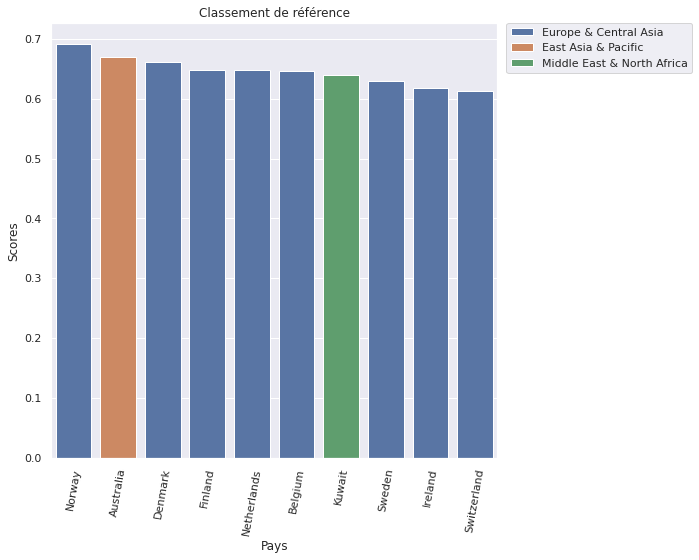 Classement de référence
Europe & Central Asia
East Asia & Pacific
Middle East & North Africa
Scores
0.7
0.6
0.5
0.4
0.3
0.2
0.1
0.0
Norway
Australia
Denmark
Finland
Netherlands
Belgium
Kuwait
Sweden
Ireland
Switzerland
Pays